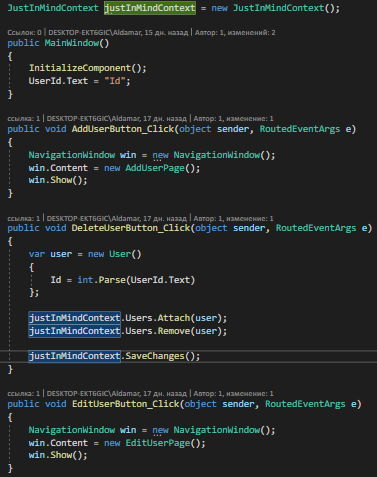 JustInMindContext justInMindContext = new JustInMindContext();
Ссылок: 0 | DESKTOP-EKT6GIC\Aldamar, 15 дн. назад | Автор: 1, изменений: 2
public MainWindow()
{
InitializeComponent();
UserId.Text = "Id";
}
ссылка: 1 | DESKTOP-EKT6GIC\Aldamar, 17 дн. назад | Автор: 1, изменение: 1
public void AddUserButton_Click(object sender, RoutedEventArgs e)
{
NavigationWindow win = new NavigationWindow();
win.Content = new AddUserPage();
win.Show();
}
ссылка: 1 | DESKTOP-EKT6GIC\Aldamar, 17 дн. назад | Автор: 1, изменение: 1
public void DeleteUserButton_Click(object sender, RoutedEventArgs e)
{
var user = new User()
{
Id = int.Parse(UserId.Text)
};
justInMindContext.Users.Attach(user);
justInMindContext.Users.Remove(user);
justInMindContext.SaveChanges();
}
ссылка: 1 | DESKTOP-EKT6GIC\Aldamar, 17 дн. назад | Автор: 1, изменение: 1
public void EditUserButton_Click(object sender, RoutedEventArgs e)
{
NavigationWindow win = new NavigationWindow();
win.Content = new EditUserPage();
win.Show();
}